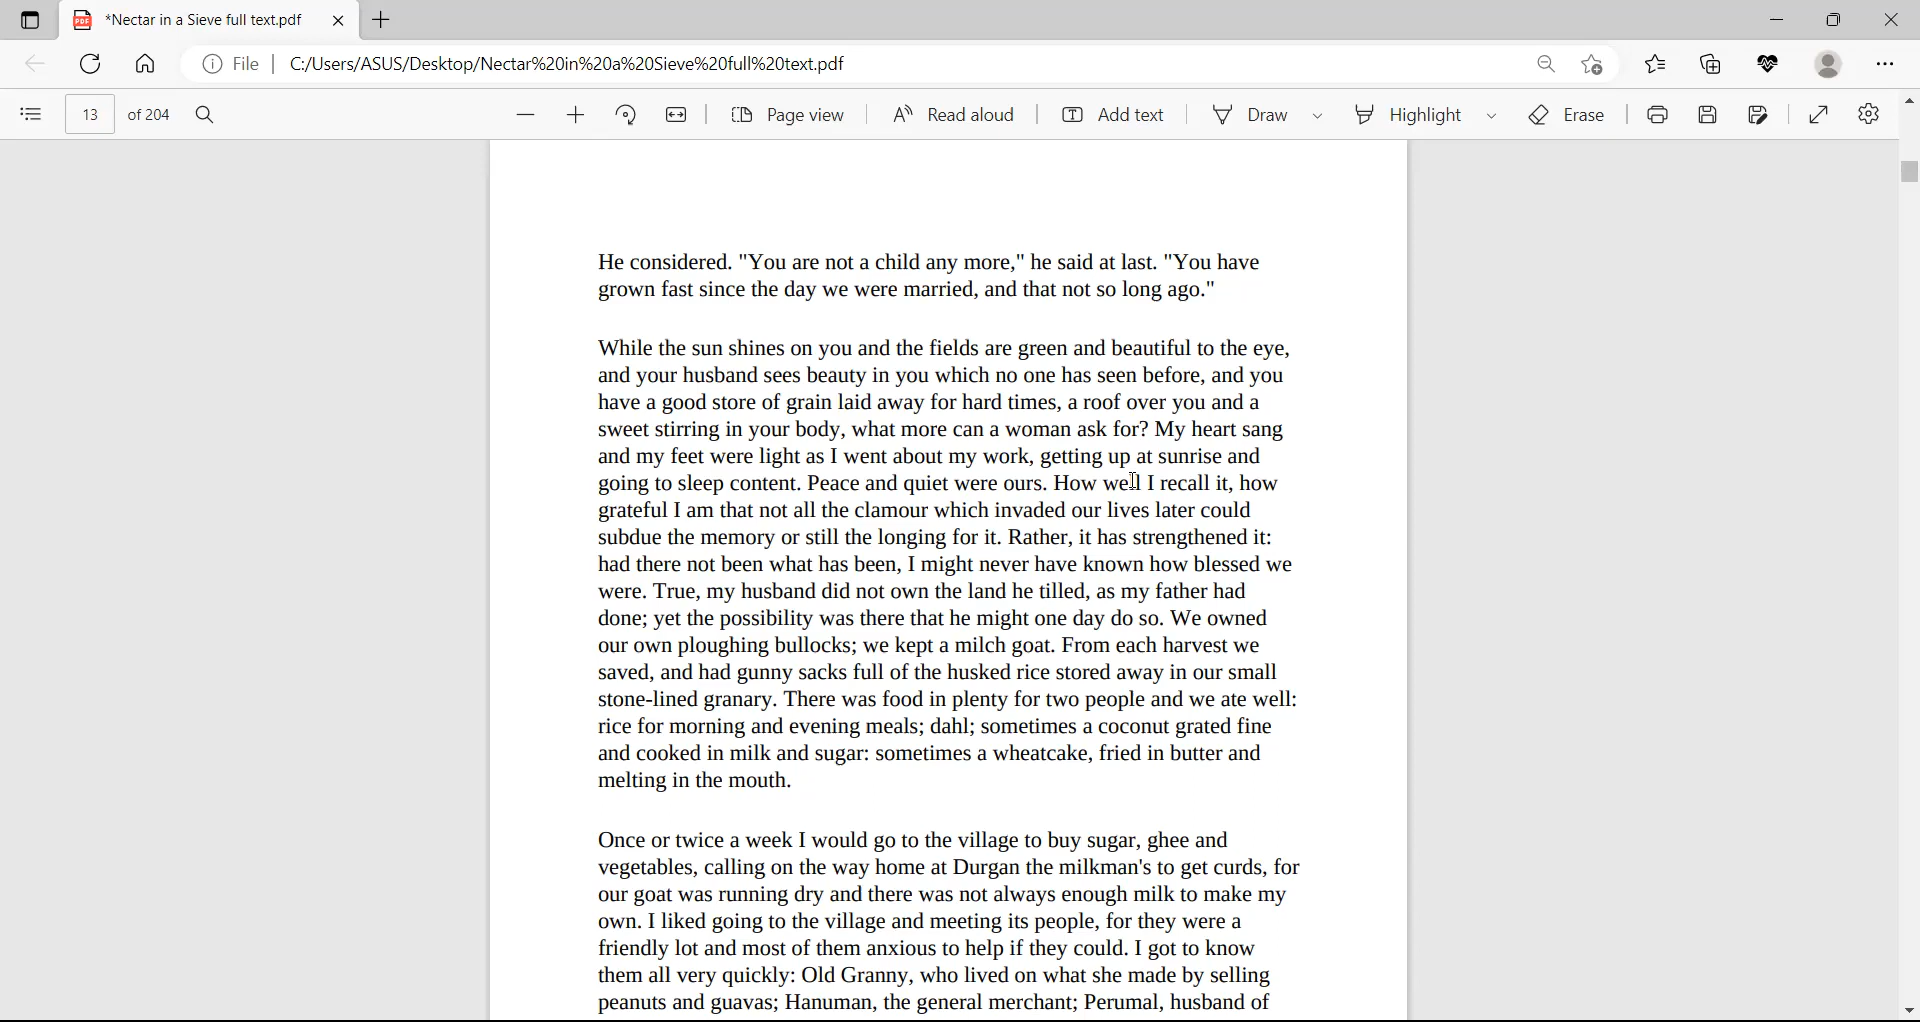 *Nectar in a Sieve full text.pdf
File
C:/Users/ASUS/Desktop/Nectar%20in%20a%20Sieve%20full%20text.pdf
13 of 204
Page view
Read aloud
Add text
Draw
Highlight
Erase
He considered. "You are not a child any more," he said at last. "You have
grown fast since the day we were married, and that not so long ago."
While the sun shines on you and the fields are green and beautiful to the eye,
and your husband sees beauty in you which no one has seen before, and you
have a good store of grain laid away for hard times, a roof over you and a
sweet stirring in your body, what more can a woman ask for? My heart sang
and my feet were light as I went about my work, getting up at sunrise and
going to sleep content. Peace and quiet were ours. How well I recall it, how
grateful I am that not all the clamour which invaded our lives later could
subdue the memory or still the longing for it. Rather, it has strengthened it:
had there not been what has been, I might never have known how blessed we
were. True, my husband did not own the land he tilled, as my father had
done; yet the possibility was there that he might one day do so. We owned
our own ploughing bullocks; we kept a milch goat. From each harvest we
saved, and had gunny sacks full of the husked rice stored away in our small
stone-lined granary. There was food in plenty for two people and we ate well:
rice for morning and evening meals; dahl; sometimes a coconut grated fine
and cooked in milk and sugar: sometimes a wheatcake, fried in butter and
melting in the mouth.
Once or twice a week I would go to the village to buy sugar, ghee and
vegetables, calling on the way home at Durgan the milkman's to get curds, for
our goat was running dry and there was not always enough milk to make my
own. I liked going to the village and meeting its people, for they were a
friendly lot and most of them anxious to help if they could. I got to know
them all very quickly: Old Granny, who lived on what she made by selling
peanuts and guavas; Hanuman, the general merchant; Perumal, husband of